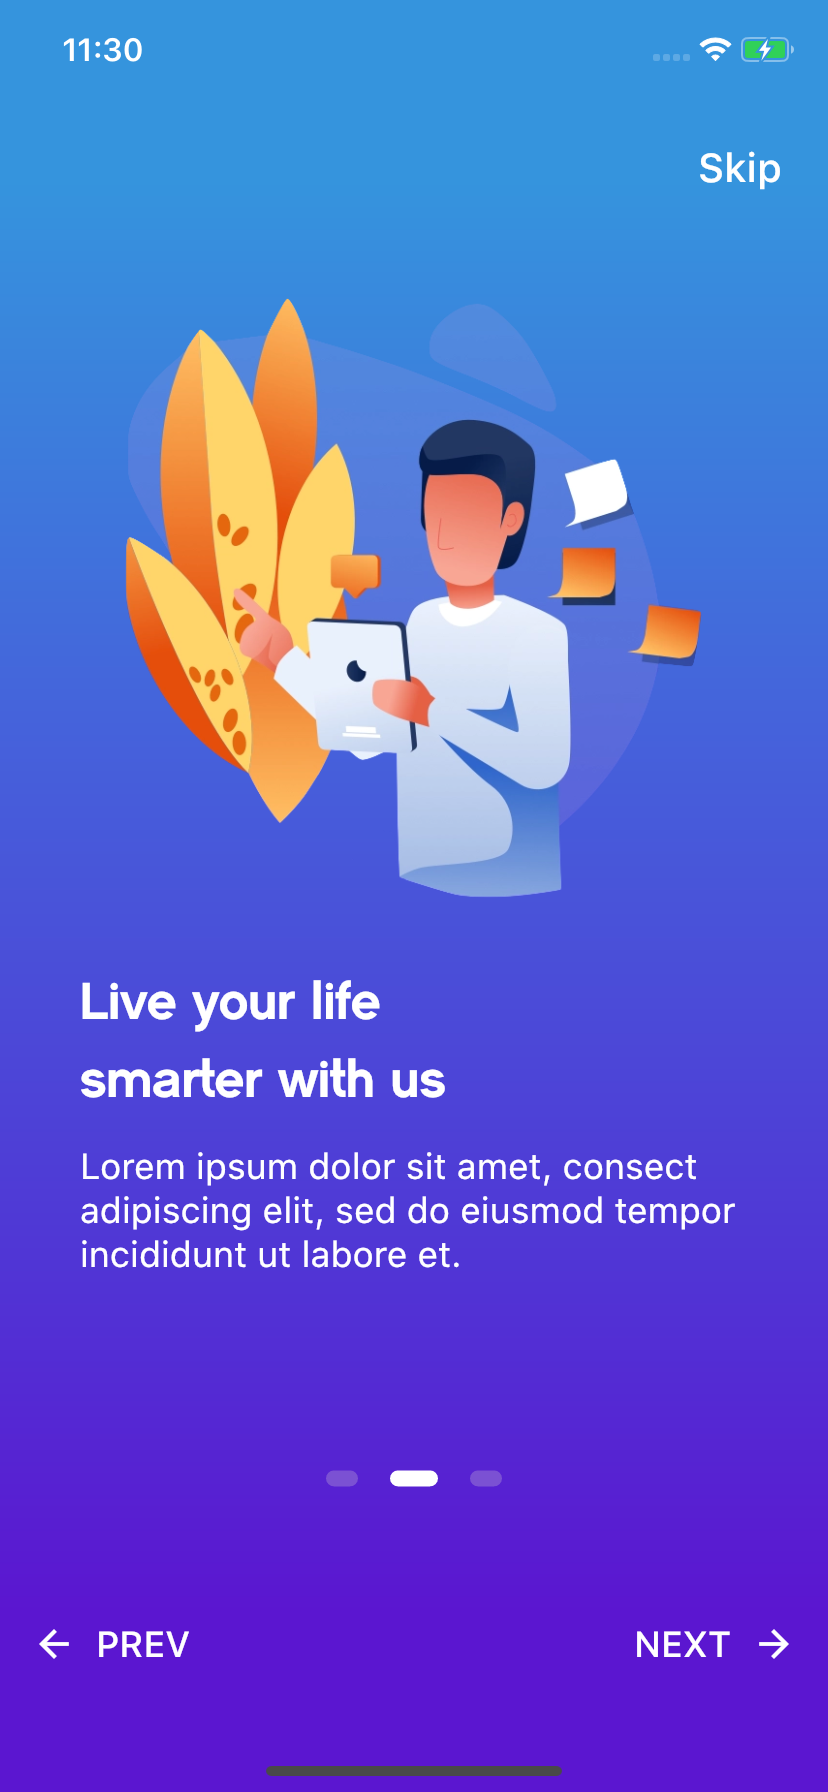 11:30
Skip
Live your life
smarter with us
Lorem ipsum dolor sit amet, consect
adipiscing elit, sed do eiusmod tempor
incididunt ut labore et.
PREV
NEXT